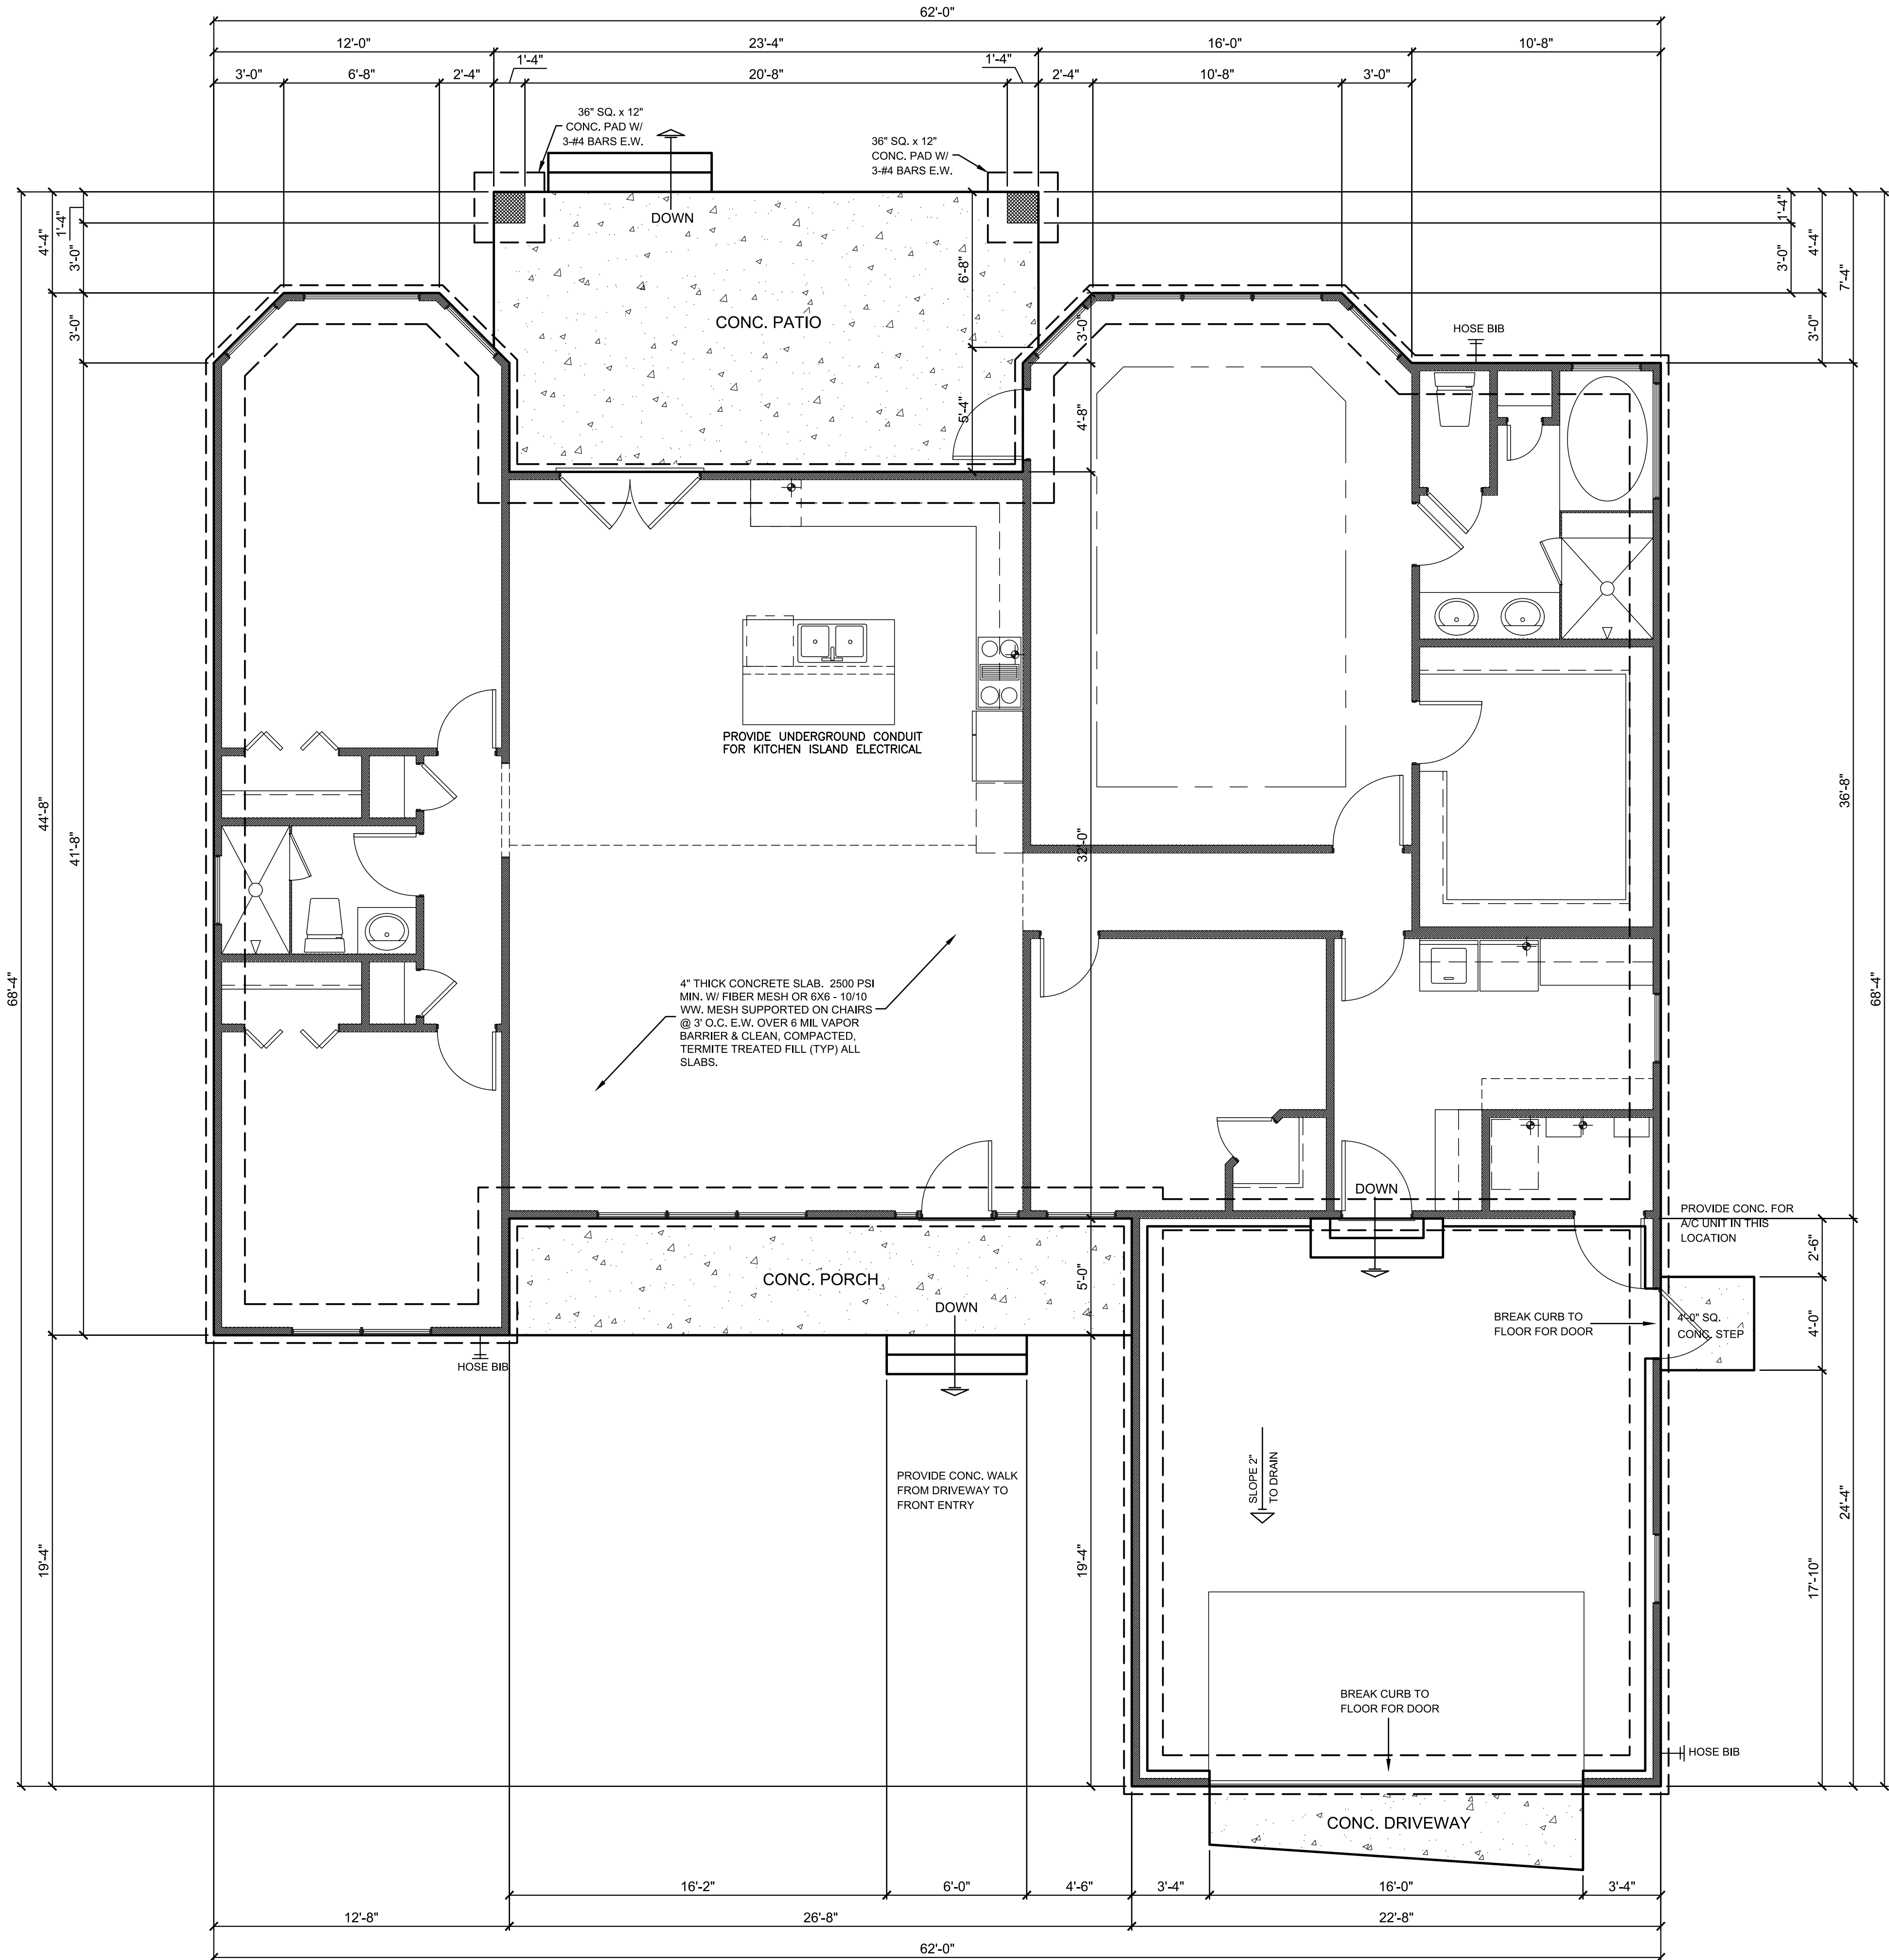 62'-0"
12'-0" 23'-4" 16'-0" 10'-8"
1'-4" 1'-4"
3'-0" 6'-8" 2'-4" 20'-8" 2'-4" 10'-8" 3'-0"
36" SQ. x 12"
CONC. PAD W/
3-#4 BARS E.W.
36" SQ. x 12"
CONC. PAD W/
3-#4 BARS E.W.
DOWN
4'-4"
1'-4"
3'-0"
3'-0"
6'-8"
3'-0"
5'-4"
4'-8"
1'-4"
3'-0"
4'-4"
3'-0"
7'-4"
CONC. PATIO
HOSE BIB
PROVIDE UNDERGROUND CONDUIT
FOR KITCHEN ISLAND ELECTRICAL
68'-4"
44'-8"
41'-8"
32'-0"
36'-8"
68'-4"
4" THICK CONCRETE SLAB. 2500 PSI
MIN. W/ FIBER MESH OR 6X6 - 10/10
WW. MESH SUPPORTED ON CHAIRS
@ 3' O.C. E.W. OVER 6 MIL VAPOR
BARRIER & CLEAN, COMPACTED,
TERMITE TREATED FILL (TYP) ALL
SLABS.
DOWN
PROVIDE CONC. FOR
A/C UNIT IN THIS
LOCATION
2'-6"
CONC. PORCH
5'-0"
DOWN
BREAK CURB TO
FLOOR FOR DOOR
4'-0" SQ.
CONC. STEP
4'-0"
HOSE BIB
PROVIDE CONC. WALK
FROM DRIVEWAY TO
FRONT ENTRY
SLOPE 2"
TO DRAIN
19'-4"
19'-4"
17'-10"
24'-4"
BREAK CURB TO
FLOOR FOR DOOR
HOSE BIB
CONC. DRIVEWAY
16'-2" 6'-0" 4'-6" 3'-4" 16'-0" 3'-4"
12'-8" 26'-8" 22'-8"
62'-0"